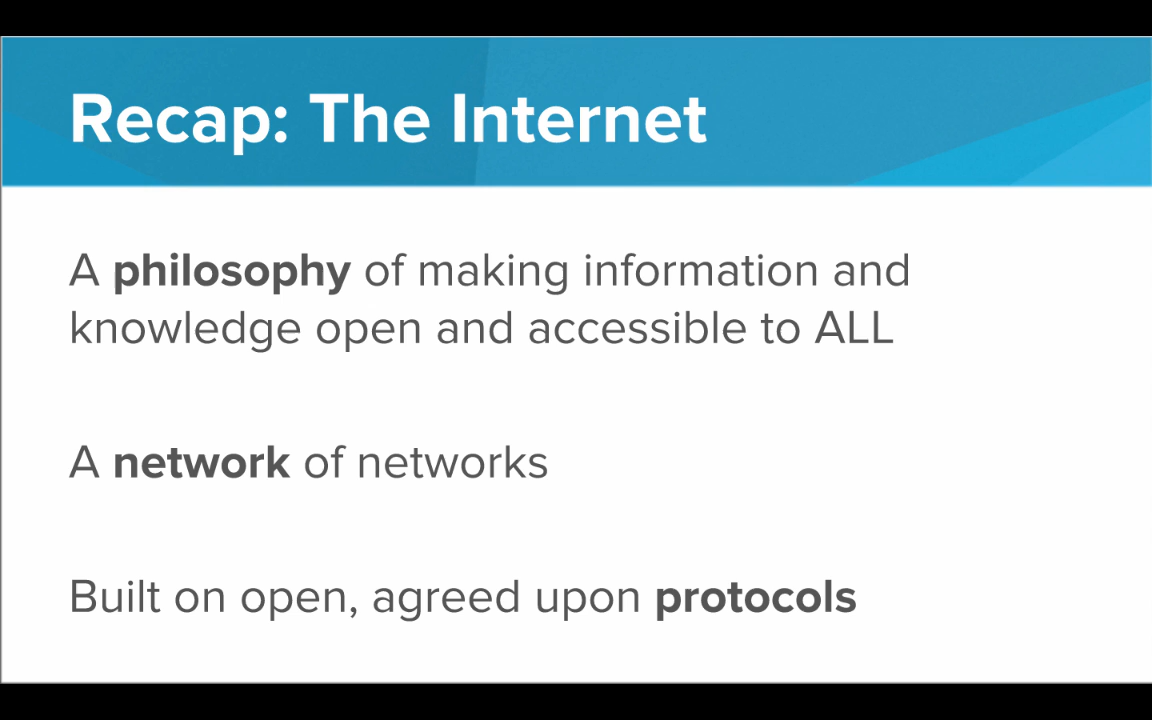 Recap: The Internet
A philosophy of making information and
knowledge open and accessible to ALL
A network of networks
Built on open, agreed upon protocols